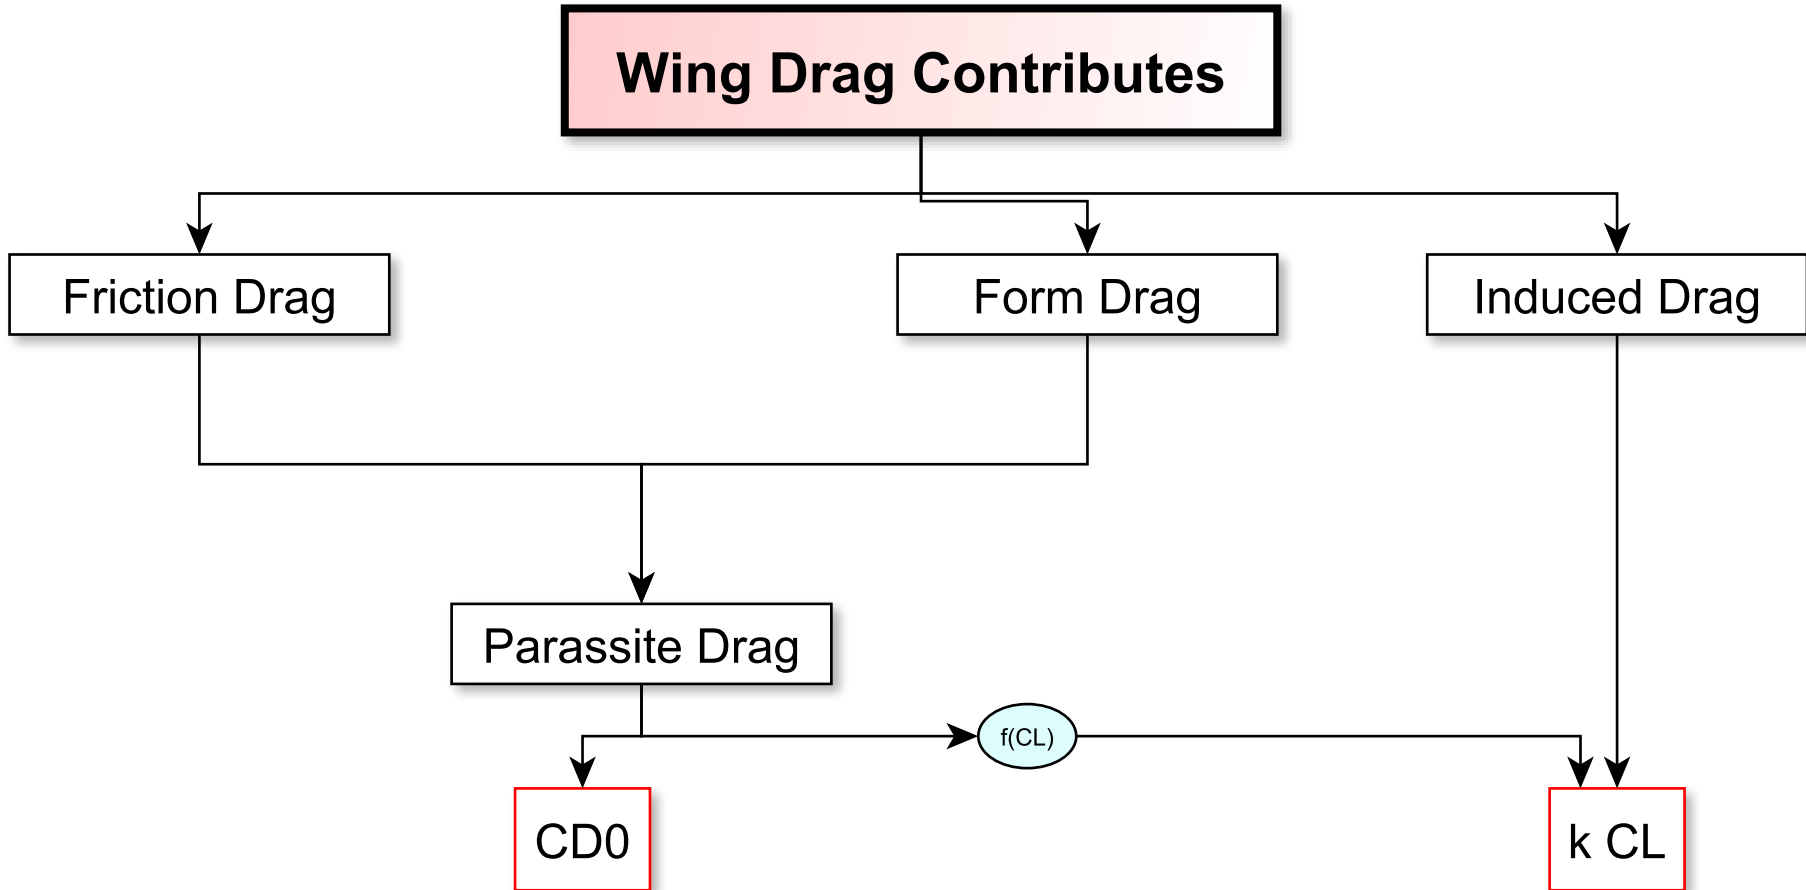 Wing Drag Contributes
Friction Drag
Form Drag
Induced Drag
Parassite Drag
f(CL)
CD0
k CL